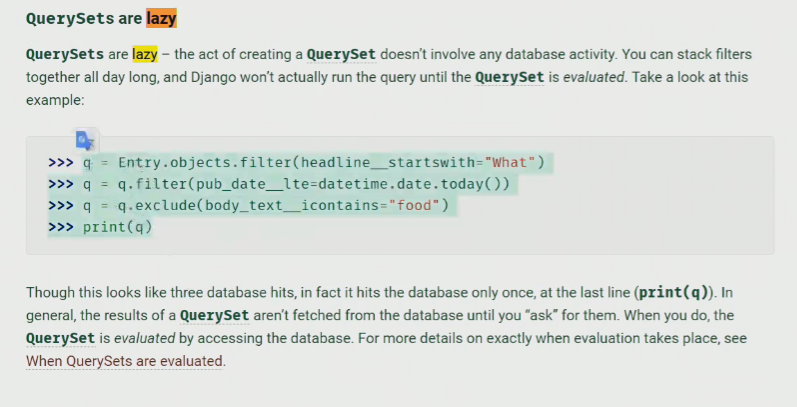 QuerySets are lazy
QuerySets are lazy – the act of creating a QuerySet doesn't involve any database activity. You can stack filters
together all day long, and Django won't actually run the query until the QuerySet is evaluated. Take a look at this
example:
>>> q = Entry.objects.filter(headline__startswith="What")
>>> q = q.filter(pub_date__lte=datetime.date.today())
>>> q = q.exclude(body_text__icontains="food")
>>> print(q)
Though this looks like three database hits, in fact it hits the database only once, at the last line (print(q)). In
general, the results of a QuerySet aren't fetched from the database until you “ask” for them. When you do, the
QuerySet is evaluated by accessing the database. For more details on exactly when evaluation takes place, see
When QuerySets are evaluated.